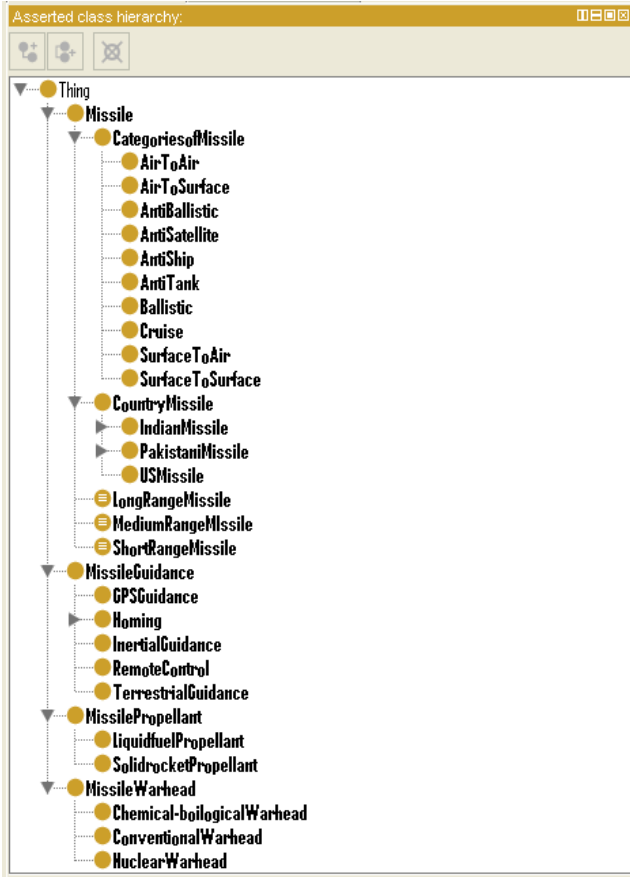 Asserted class hierarchy:
Thing
Missile
CategoriesofMissile
AirToAir
AirToSurface
AntiBallistic
AntiSatellite
AntiShip
AntiTank
Ballistic
Cruise
SurfaceToAir
SurfaceToSurface
CountryMissile
IndianMissile
PakistaniMissile
USMissile
LongRangeMissile
MediumRangeMIssile
ShortRangeMissile
MissileGuidance
GPSGuidance
Homing
InertialGuidance
RemoteControl
TerrestrialGuidance
MissilePropellant
LiquidfuelPropellant
SolidrocketPropellant
MissileWarhead
Chemical-boilogicalWarhead
ConventionalWarhead
NuclearWarhead